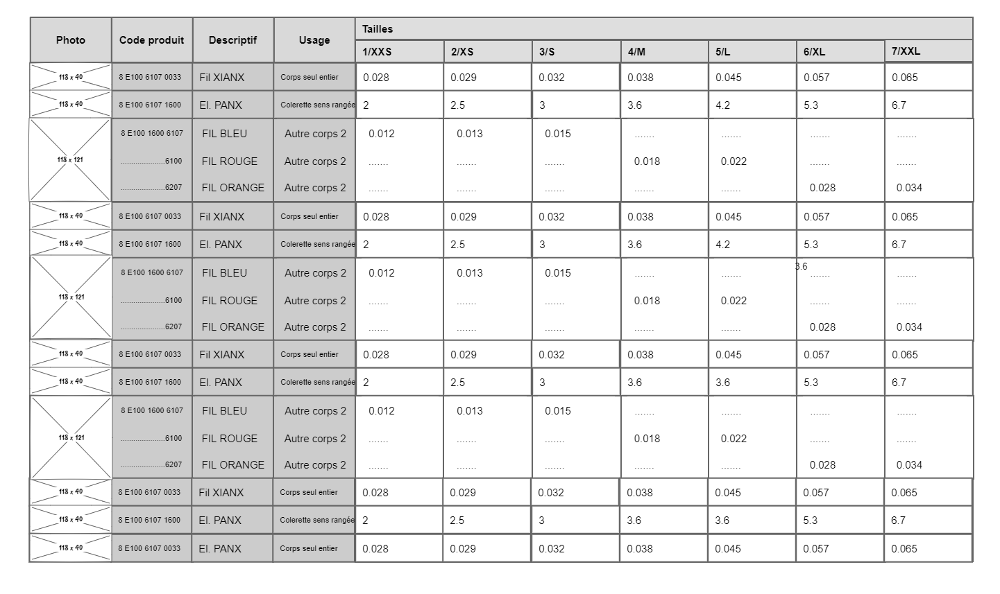 Photo Code produit Descriptif Usage Tailles
1/XXS 2/XS 3/S 4/M 5/L 6/XL 7/XXL
118 x 40 8 E100 6107 0033 Fil XIANX Corps seul entier 0.028 0.029 0.032 0.038 0.045 0.057 0.065
118 x 40 8 E100 6107 1600 El. PANX Colerette sens rangée 2 2.5 3 3.6 4.2 5.3 6.7
8 E100 1600 6107 FIL BLEU Autre corps 2 0.012 0.013 0.015 ....... ....... ....... .......
118 x 121 .....................6100 FIL ROUGE Autre corps 2 ....... ....... ....... 0.018 0.022 ....... .......
.....................6207 FIL ORANGE Autre corps 2 ....... ....... ....... ....... ....... 0.028 0.034
118 x 40 8 E100 6107 0033 Fil XIANX Corps seul entier 0.028 0.029 0.032 0.038 0.045 0.057 0.065
118 x 40 8 E100 6107 1600 El. PANX Colerette sens rangée 2 2.5 3 3.6 4.2 5.3 6.7
3.6
8 E100 1600 6107 FIL BLEU Autre corps 2 0.012 0.013 0.015 ....... ....... ....... .......
118 x 121 .....................6100 FIL ROUGE Autre corps 2 ....... ....... ....... 0.018 0.022 ....... .......
.....................6207 FIL ORANGE Autre corps 2 ....... ....... ....... ....... ....... 0.028 0.034
118 x 40 8 E100 6107 0033 Fil XIANX Corps seul entier 0.028 0.029 0.032 0.038 0.045 0.057 0.065
118 x 40 8 E100 6107 1600 El. PANX Colerette sens rangée 2 2.5 3 3.6 3.6 5.3 6.7
8 E100 1600 6107 FIL BLEU Autre corps 2 0.012 0.013 0.015 ....... ....... ....... .......
118 x 121 .....................6100 FIL ROUGE Autre corps 2 ....... ....... ....... 0.018 0.022 ....... .......
.....................6207 FIL ORANGE Autre corps 2 ....... ....... ....... ....... ....... 0.028 0.034
118 x 40 8 E100 6107 0033 Fil XIANX Corps seul entier 0.028 0.029 0.032 0.038 0.045 0.057 0.065
118 x 40 8 E100 6107 1600 El. PANX Colerette sens rangée 2 2.5 3 3.6 3.6 5.3 6.7
118 x 40 8 E100 6107 0033 El. PANX Corps seul entier 0.028 0.029 0.032 0.038 0.045 0.057 0.065